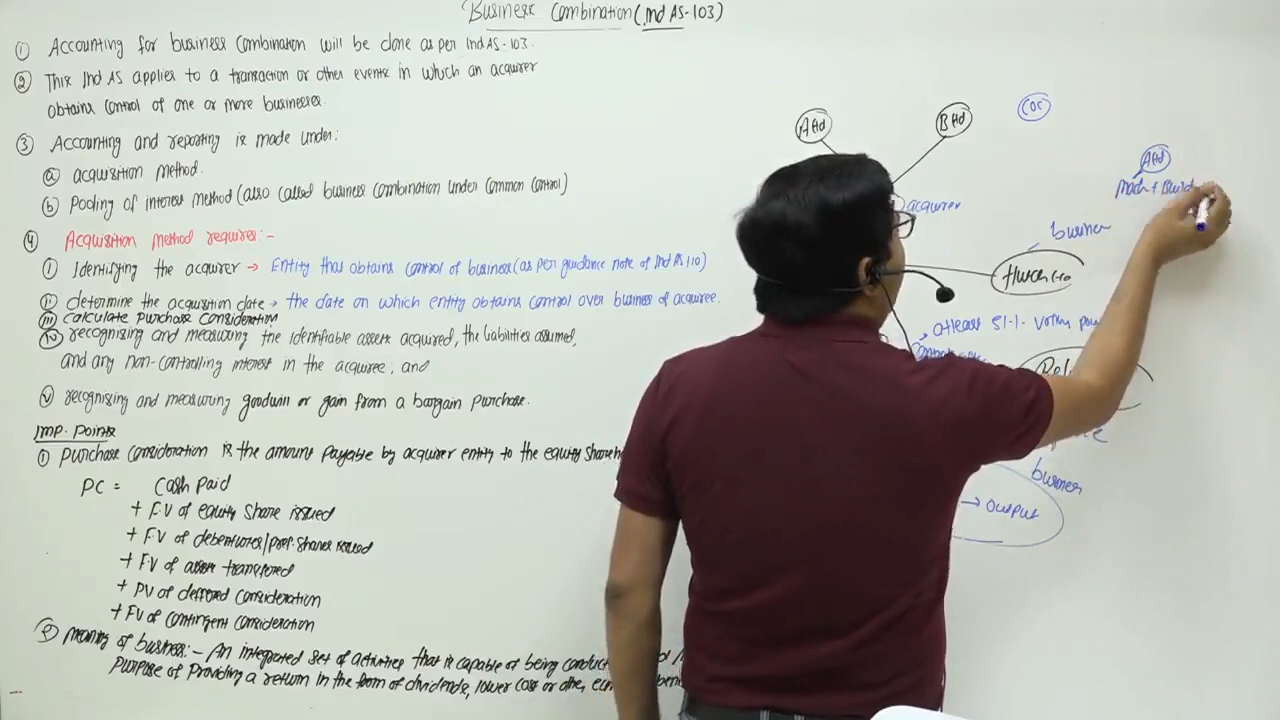 Business Combination (Ind AS-103)
① Accounting for business combination will be done as per Ind AS-103.
② This Ind AS applies to a transaction or other events in which an acquirer
obtains control of one or more businesses.
③ Accounting and reporting is made under:
ⓐ acquisition method.
ⓑ Pooling of interest method (also called business combination under common control)
④ Acquisition method requires:-
① Identifying the acquirer → Entity that obtains control of business (as per guidance note of Ind AS 110)
ⓘⓘ determine the acquisition date → the date on which entity obtains control over business of acquiree.
ⓘⓘⓘ calculate purchase consideration
ⓘⓥ recognising and measuring the identifiable assets acquired, the liabilities assumed,
and any non-controlling interest in the acquiree, and
ⓥ recognising and measuring goodwill or gain from a bargain purchase.
Imp. Points
① Purchase consideration is the amount payable by acquirer entity to the equity
PC = Cash paid
+ F.V of equity share issued
+ F.V of debentures/pref. shares issued
+ F.V of assets transferred
+ PV of deffered consideration
+ FV of contingent consideration
② Meaning of business:- An integrated set of activities that is capable of being
purpose of providing a return in the form of dividends, lower cost or other
A Ltd
B Ltd
COC
A Ltd
Mach +
acquirer
business
atleast 51%. voting
business
→ output